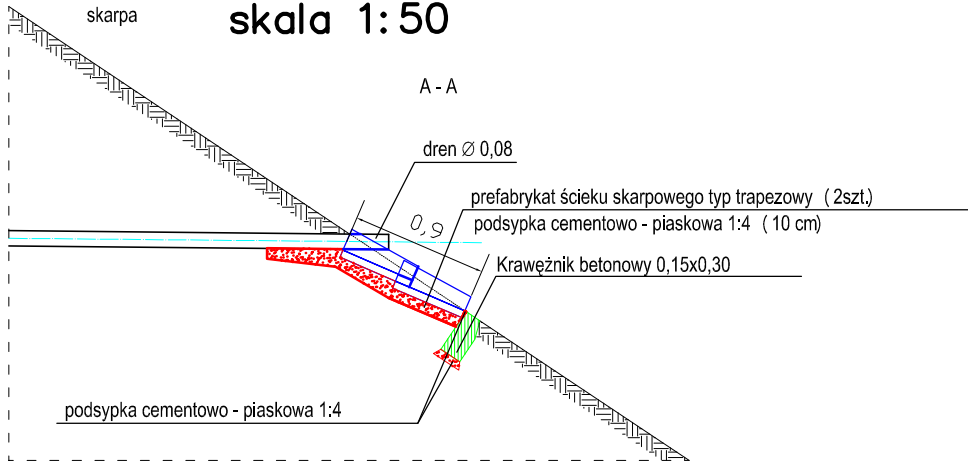 skarpa
skala 1:50
A - A
dren Ø 0,08
prefabrykat ścieku skarpowego typ trapezowy ( 2szt.)
0,9
podsypka cementowo - piaskowa 1:4 ( 10 cm)
Krawężnik betonowy 0,15x0,30
podsypka cementowo - piaskowa 1:4